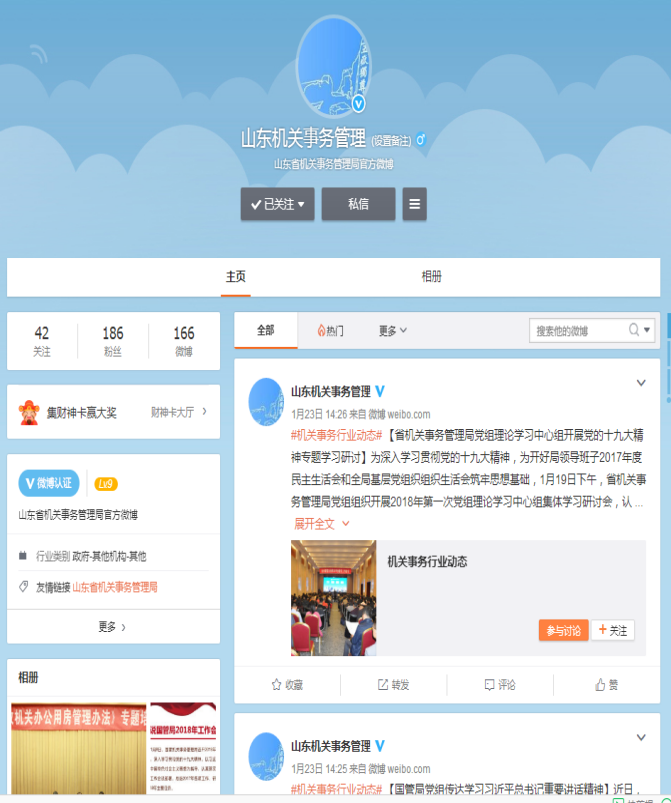 山东机关事务管理 (设置备注)
山东省机关事务管理局官方微博
已关注
私信
主页
相册
42
关注
186
粉丝
166
微博
集财神卡赢大奖
财神卡大厅
V 微博认证
Lv9
山东省机关事务管理局官方微博
行业类别 政府-其他机构-其他
友情链接 山东省机关事务管理局
更多
相册
机关办公用房管理办法》专题培
说国管局2018年工作会
全部
热门
更多
搜索他的微博
山东机关事务管理
1月23日 14:26 来自 微博 weibo.com
#机关事务行业动态# 【省机关事务管理局党组理论学习中心组开展党的十九大精
神专题学习研讨】为深入学习贯彻党的十九大精神，为开好局领导班子2017年度
民主生活会和全局基层党组织组织生活会筑牢思想基础，1月19日下午，省机关事
务管理局党组组织开展2018年第一次党组理论学习中心组集体学习研讨会，认 ...
展开全文
机关事务行业动态
参与讨论
+ 关注
收藏
转发
评论
赞
山东机关事务管理
1月23日 14:25 来自 微博 weibo.com
#机关事务行业动态# 【国管局党组传达学习习近平总书记重要讲话精神】近日，